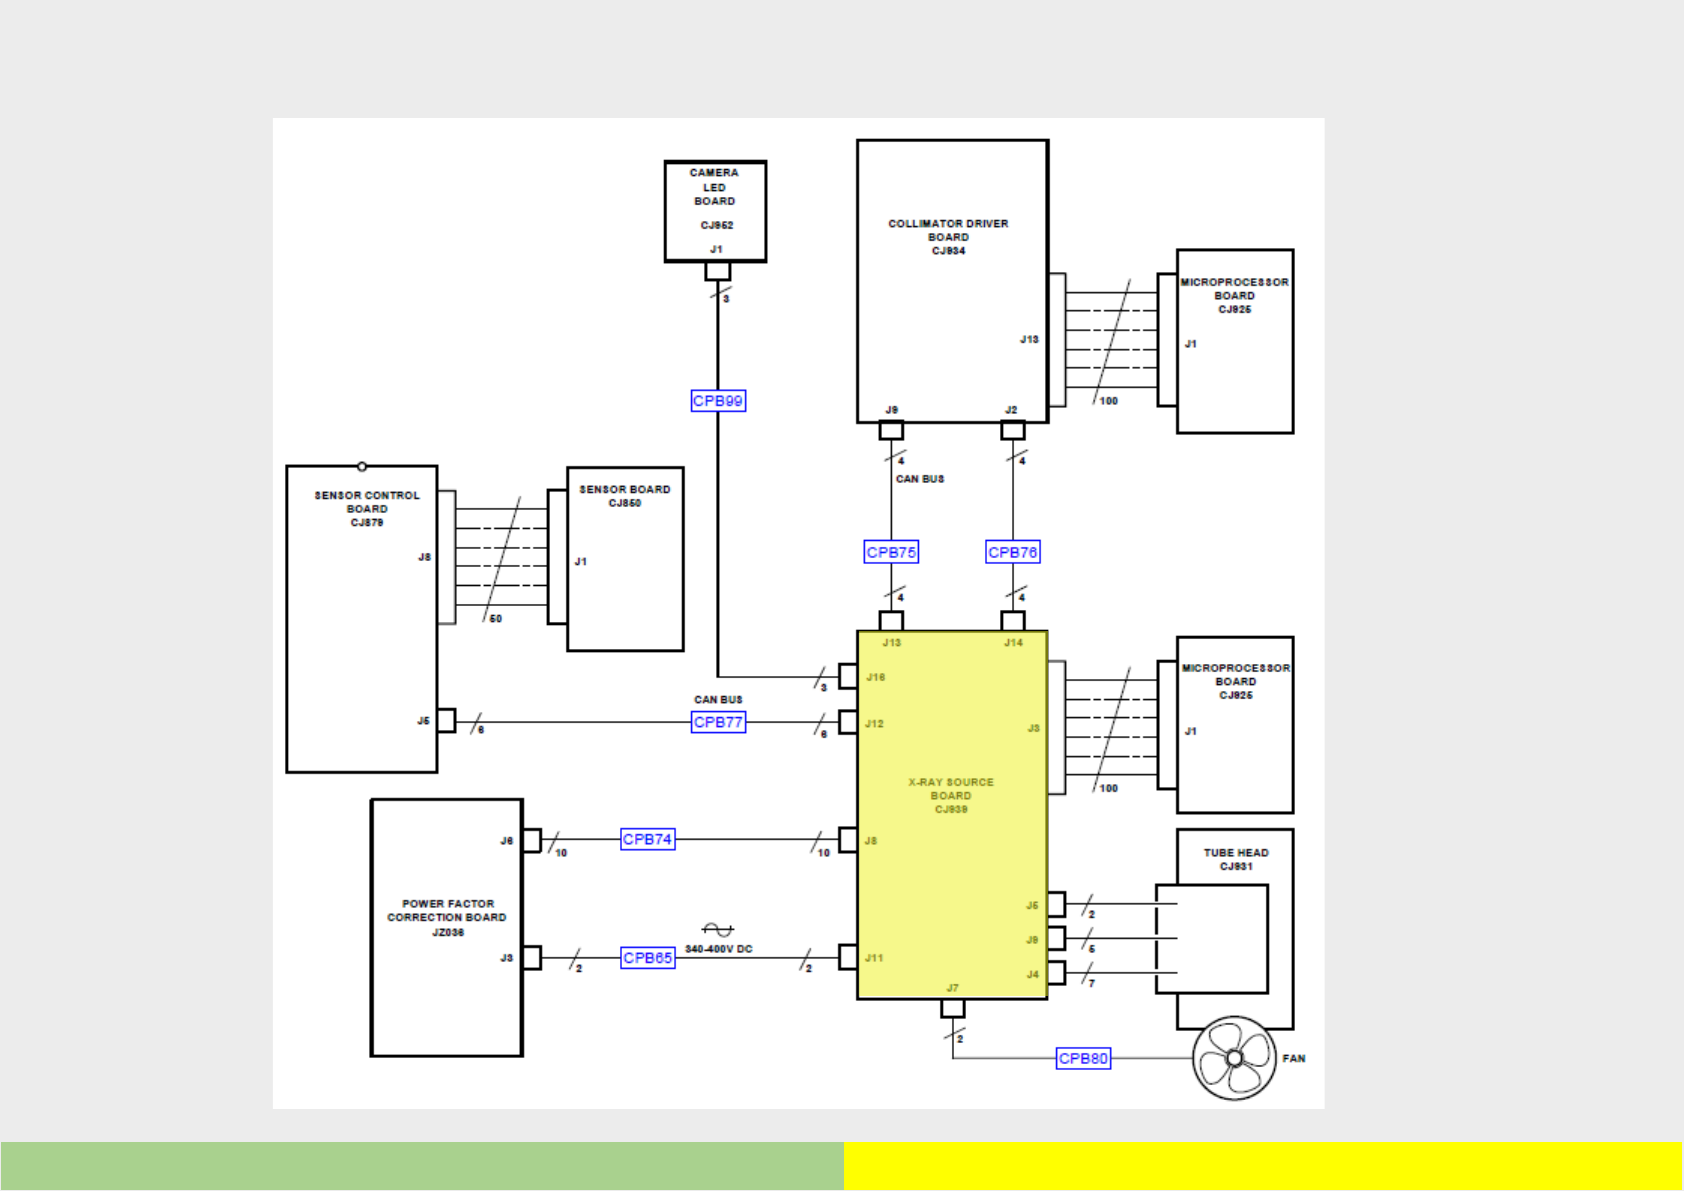 CAMERA
LED
BOARD
CJ952
J1
3
CPB99
COLLIMATOR DRIVER
BOARD
CJ934
J13
J9
J2
100
MICROPROCESSOR
BOARD
CJ925
J1
4
4
CAN BUS
CPB75
CPB76
4
4
SENSOR CONTROL
BOARD
CJ879
J8
J5
50
SENSOR BOARD
CJ850
J1
6
CAN BUS
CPB77
3
6
J13
J14
J16
J12
J3
X-RAY SOURCE
BOARD
CJ939
J8
J11
J5
J9
J4
J7
100
MICROPROCESSOR
BOARD
CJ925
J1
POWER FACTOR
CORRECTION BOARD
JZ036
J6
J3
10
CPB74
10
2
CPB65
340-400V DC
2
2
5
7
TUBE HEAD
CJ931
2
CPB80
FAN